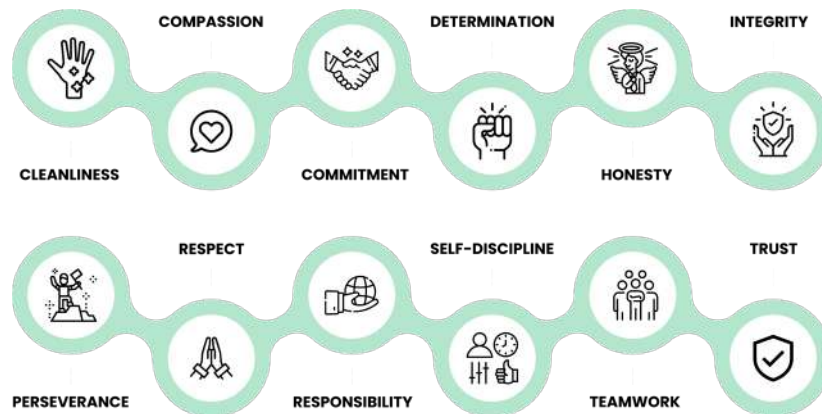 COMPASSION DETERMINATION INTEGRITY
CLEANLINESS COMMITMENT HONESTY
RESPECT SELF-DISCIPLINE TRUST
PERSEVERANCE RESPONSIBILITY TEAMWORK